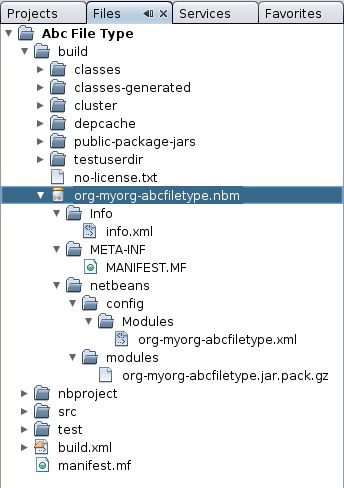 Projects Files Services Favorites
Abc File Type
build
classes
classes-generated
cluster
depcache
public-package-jars
testuserdir
no-license.txt
org-myorg-abcfiletype.nbm
Info
info.xml
META-INF
MANIFEST.MF
netbeans
config
Modules
org-myorg-abcfiletype.xml
modules
org-myorg-abcfiletype.jar.pack.gz
nbproject
src
test
build.xml
manifest.mf